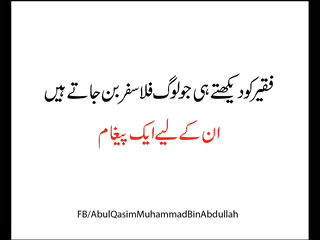 فقیر کو دیکھتے ہی جو لوگ فلاسفر بن جاتے ہیں
ان کے لیے ایک پیغام
FB/AbulQasimMuhammadBinAbdullah